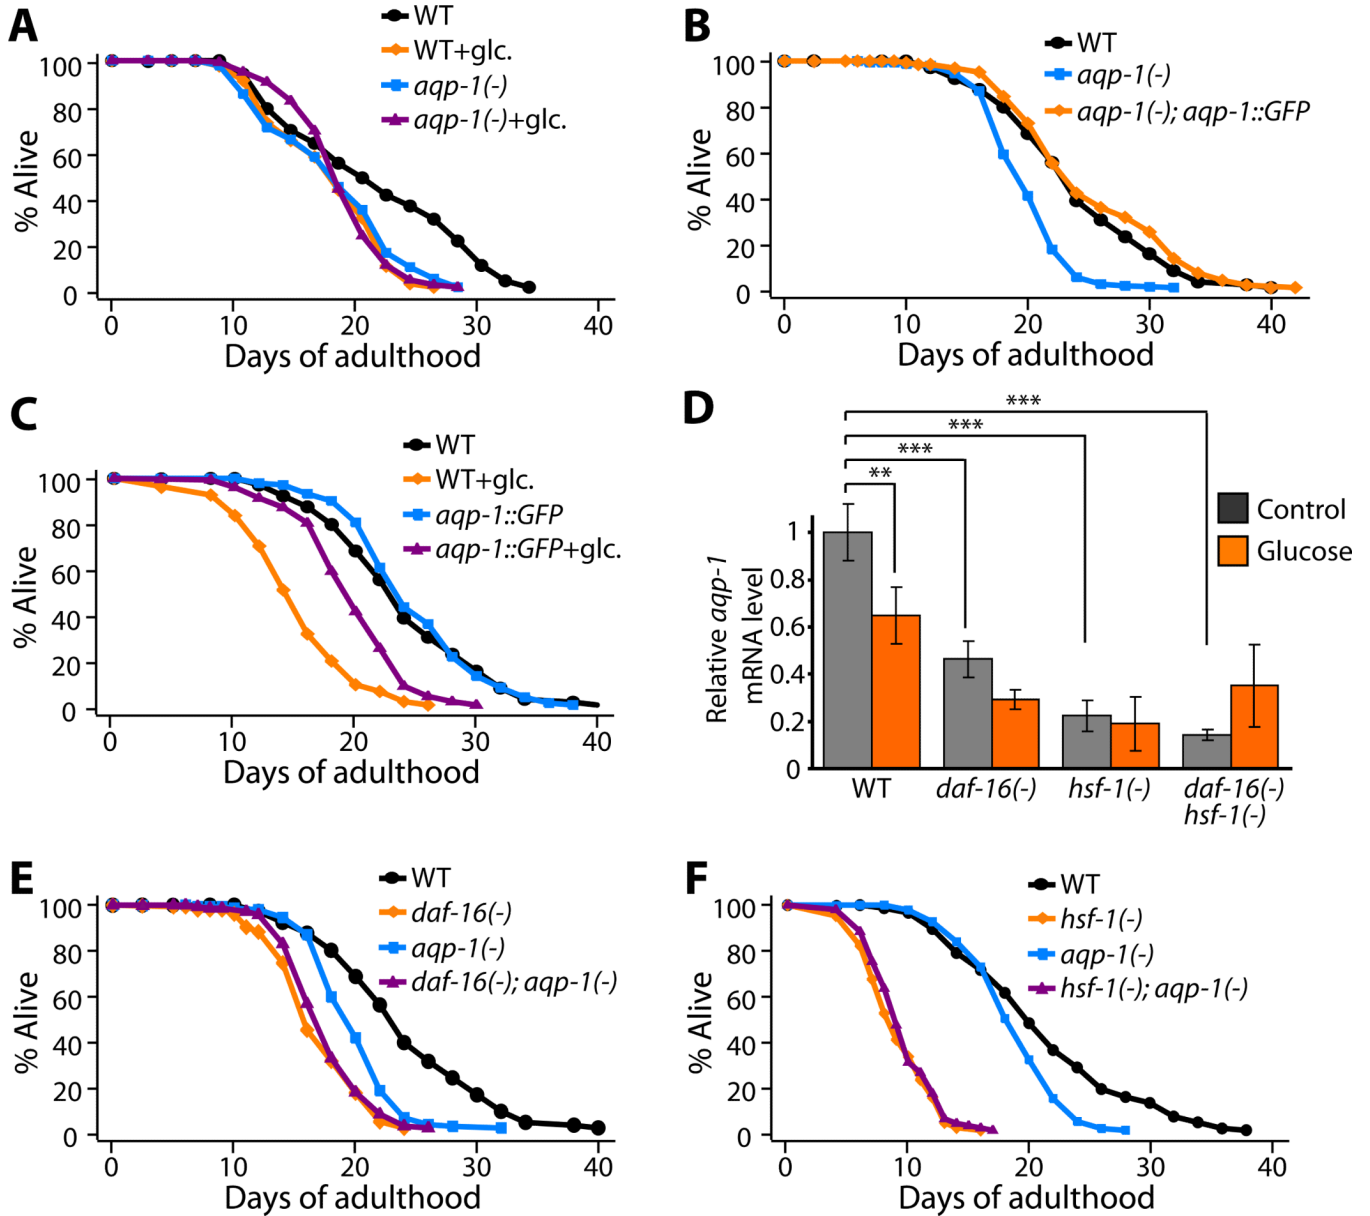 A
WT
WT+glc.
aqp-1(-)
aqp-1(-)+glc.
% Alive
100
80
60
40
20
0
0 10 20 30 40
Days of adulthood
B
WT
aqp-1(-)
aqp-1(-); aqp-1::GFP
% Alive
100
80
60
40
20
0
0 10 20 30 40
Days of adulthood
C
WT
WT+glc.
aqp-1::GFP
aqp-1::GFP+glc.
% Alive
100
80
60
40
20
0
0 10 20 30 40
Days of adulthood
D
***
***
***
**
Control
Glucose
Relative aqp-1
mRNA level
1
0.8
0.6
0.4
0.2
0
WT daf-16(-) hsf-1(-) daf-16(-)
hsf-1(-)
E
WT
daf-16(-)
aqp-1(-)
daf-16(-); aqp-1(-)
% Alive
100
80
60
40
20
0
0 10 20 30 40
Days of adulthood
F
WT
hsf-1(-)
aqp-1(-)
hsf-1(-); aqp-1(-)
% Alive
100
80
60
40
20
0
0 10 20 30 40
Days of adulthood